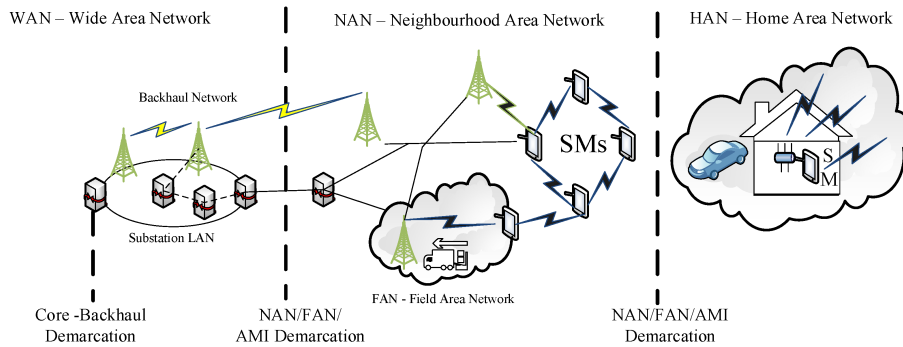 WAN – Wide Area Network
NAN – Neighbourhood Area Network
HAN – Home Area Network
Backhaul Network
SMs
S
M
Substation LAN
FAN - Field Area Network
Core -Backhaul
Demarcation
NAN/FAN/
AMI Demarcation
NAN/FAN/AMI
Demarcation